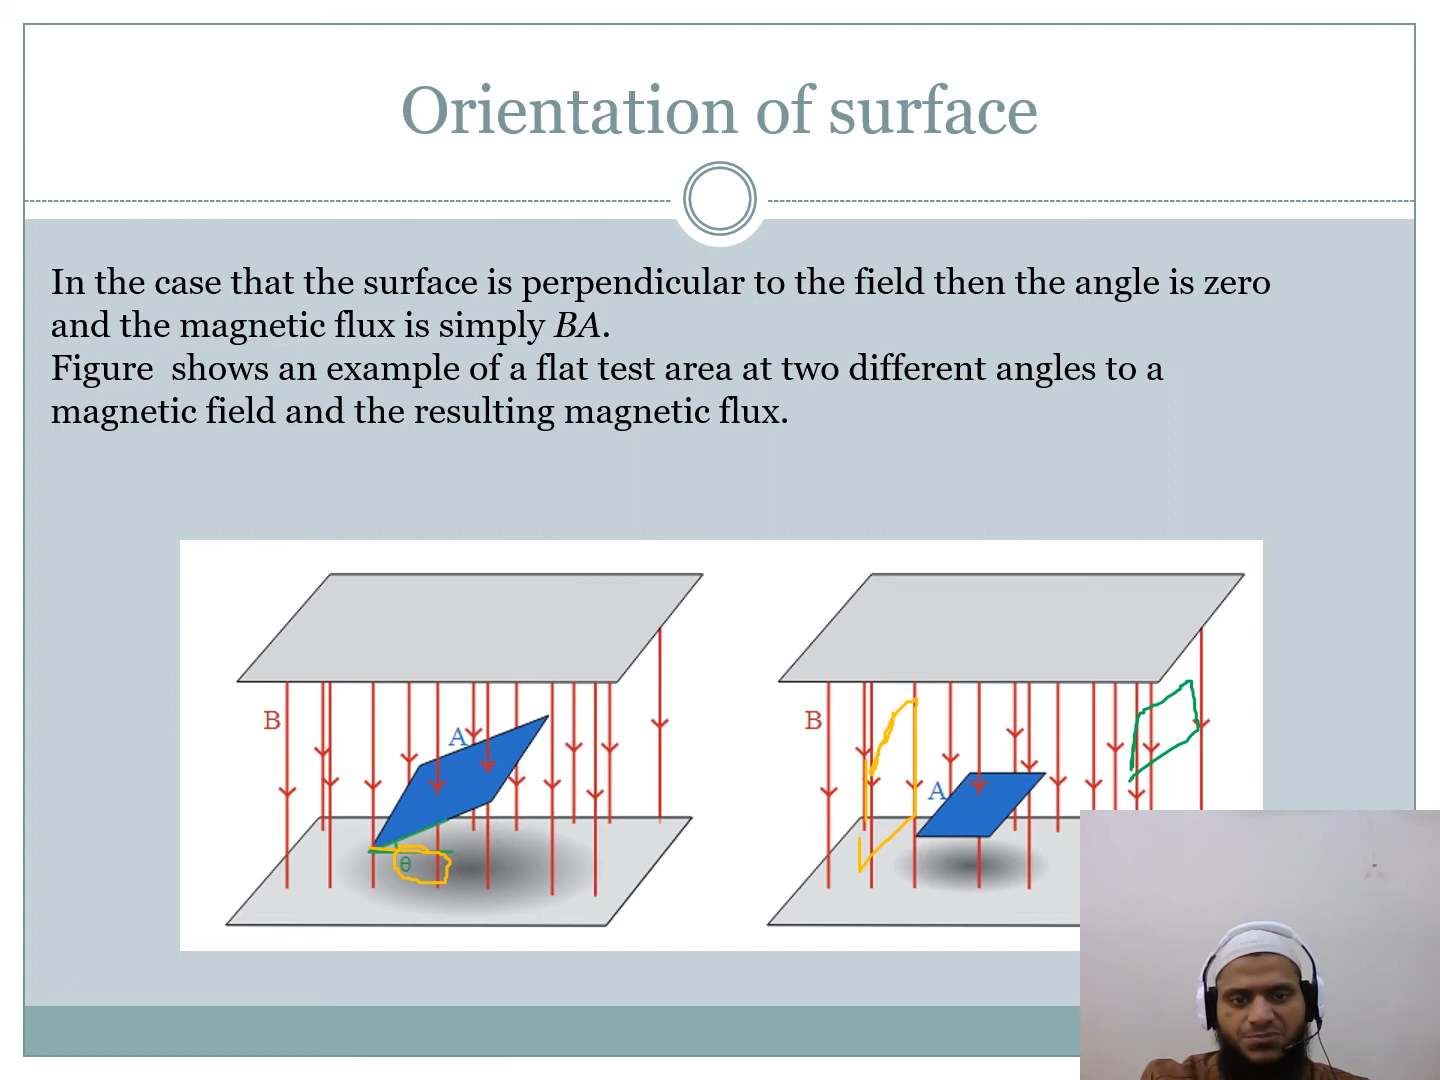 Orientation of surface
In the case that the surface is perpendicular to the field then the angle is zero
and the magnetic flux is simply BA.
Figure shows an example of a flat test area at two different angles to a
magnetic field and the resulting magnetic flux.
B
A
θ
B
A